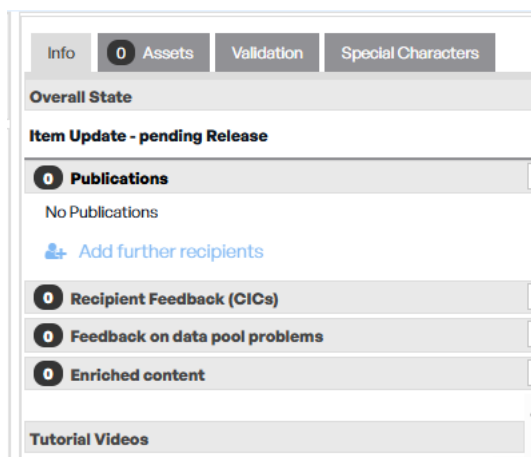 Info
0 Assets
Validation
Special Characters
Overall State
Item Update - pending Release
0 Publications
No Publications
Add further recipients
0 Recipient Feedback (CICs)
0 Feedback on data pool problems
0 Enriched content
Tutorial Videos